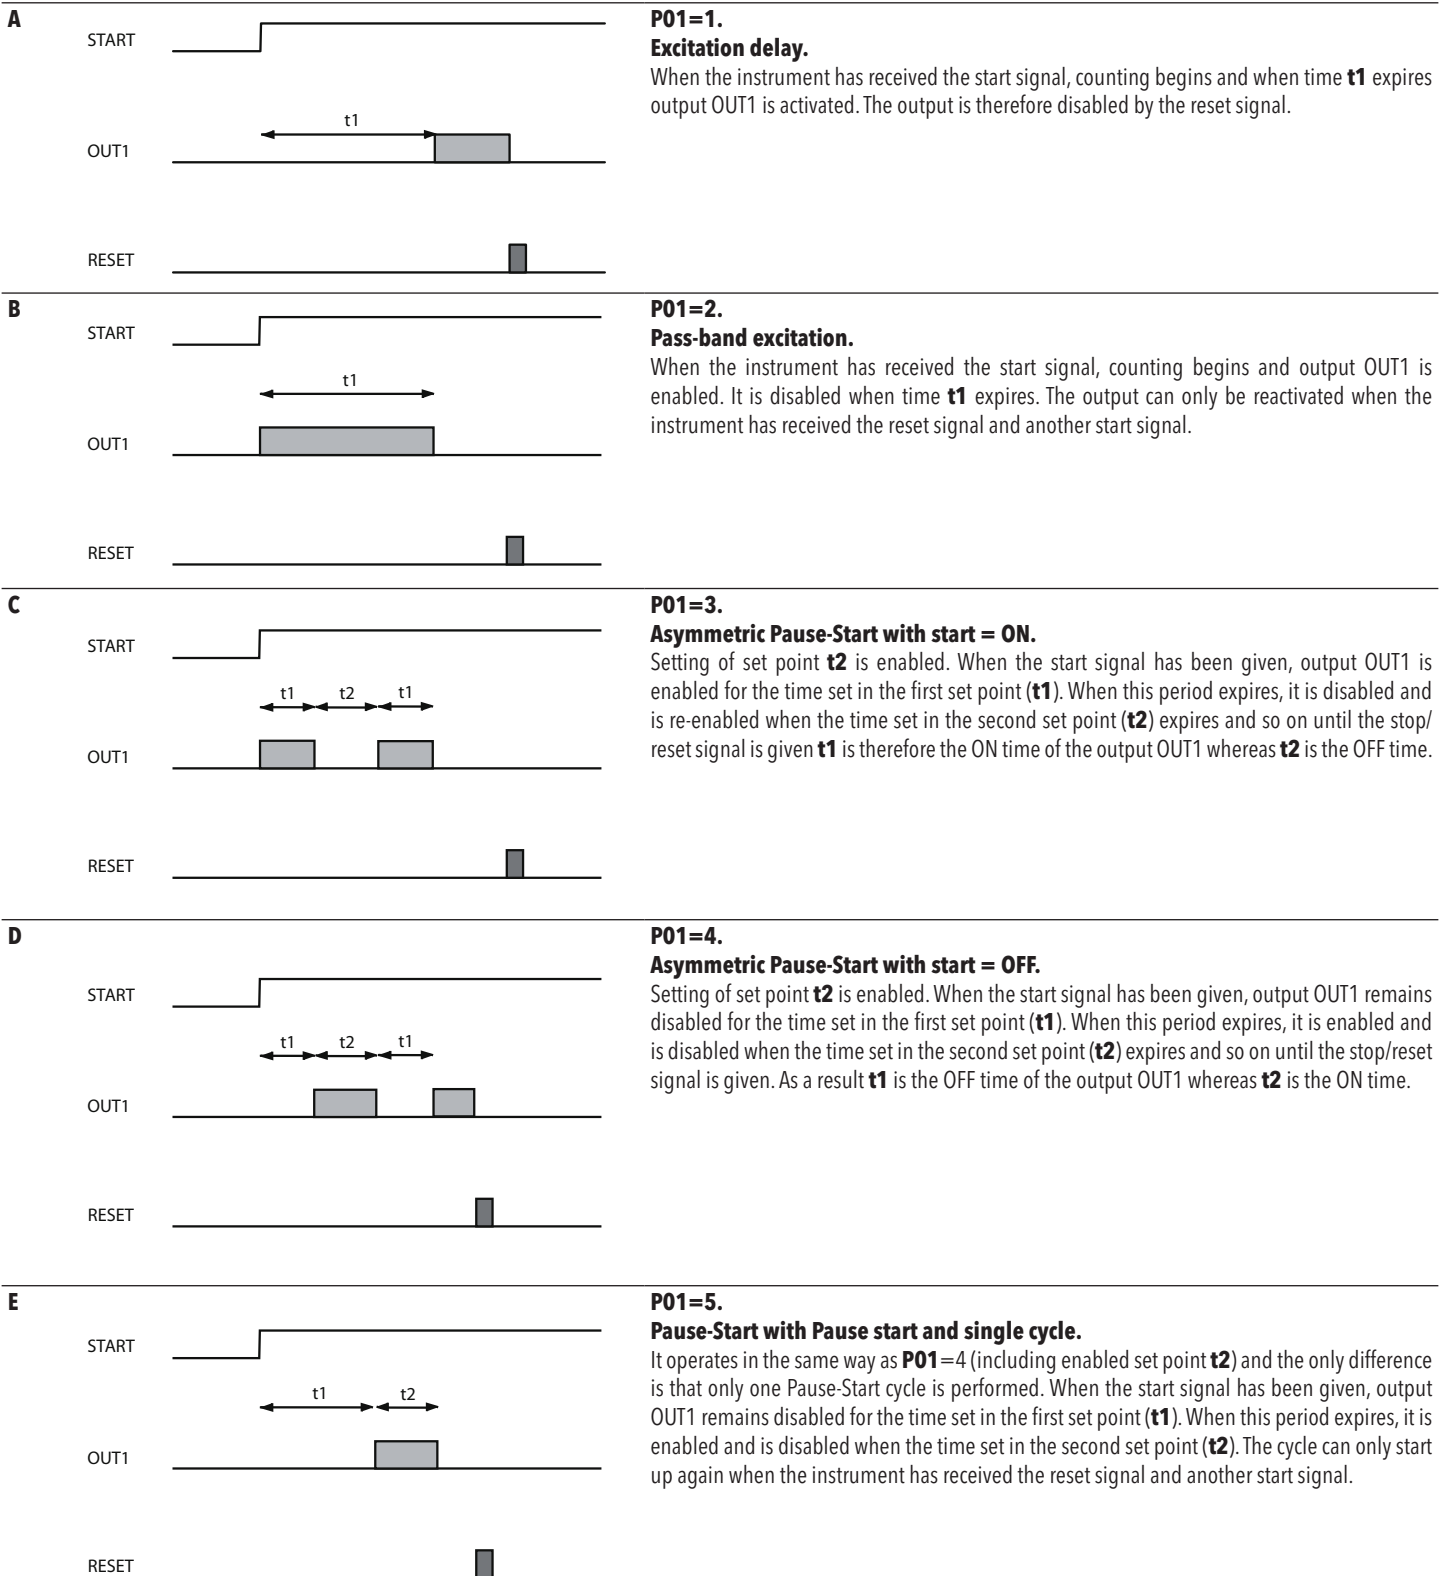 A
START
t1
OUT1
RESET
P01=1.
Excitation delay.
When the instrument has received the start signal, counting begins and when time t1 expires
output OUT1 is activated. The output is therefore disabled by the reset signal.
B
START
t1
OUT1
RESET
P01=2.
Pass-band excitation.
When the instrument has received the start signal, counting begins and output OUT1 is
enabled. It is disabled when time t1 expires. The output can only be reactivated when the
instrument has received the reset signal and another start signal.
C
START
t1 t2 t1
OUT1
RESET
P01=3.
Asymmetric Pause-Start with start = ON.
Setting of set point t2 is enabled. When the start signal has been given, output OUT1 is
enabled for the time set in the first set point (t1). When this period expires, it is disabled and
is re-enabled when the time set in the second set point (t2) expires and so on until the stop/
reset signal is given t1 is therefore the ON time of the output OUT1 whereas t2 is the OFF time.
D
START
t1 t2 t1
OUT1
RESET
P01=4.
Asymmetric Pause-Start with start = OFF.
Setting of set point t2 is enabled. When the start signal has been given, output OUT1 remains
disabled for the time set in the first set point (t1). When this period expires, it is enabled and
is disabled when the time set in the second set point (t2) expires and so on until the stop/reset
signal is given. As a result t1 is the OFF time of the output OUT1 whereas t2 is the ON time.
E
START
t1 t2
OUT1
RESET
P01=5.
Pause-Start with Pause start and single cycle.
It operates in the same way as P01=4 (including enabled set point t2) and the only difference
is that only one Pause-Start cycle is performed. When the start signal has been given, output
OUT1 remains disabled for the time set in the first set point (t1). When this period expires, it is
enabled and is disabled when the time set in the second set point (t2). The cycle can only start
up again when the instrument has received the reset signal and another start signal.